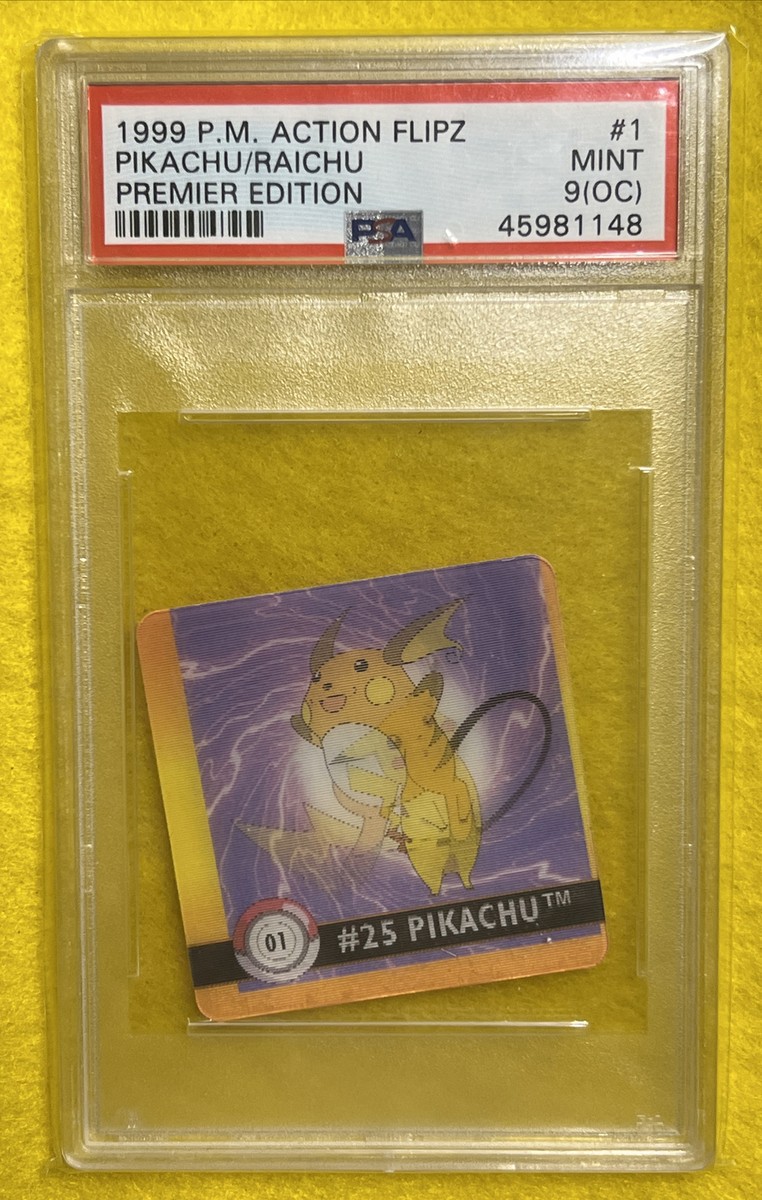 1999 P.M. ACTION FLIPZ #1
PIKACHU/RAICHU MINT
PREMIER EDITION 9(OC)
PSA 45981148
01 #25 PIKACHU™